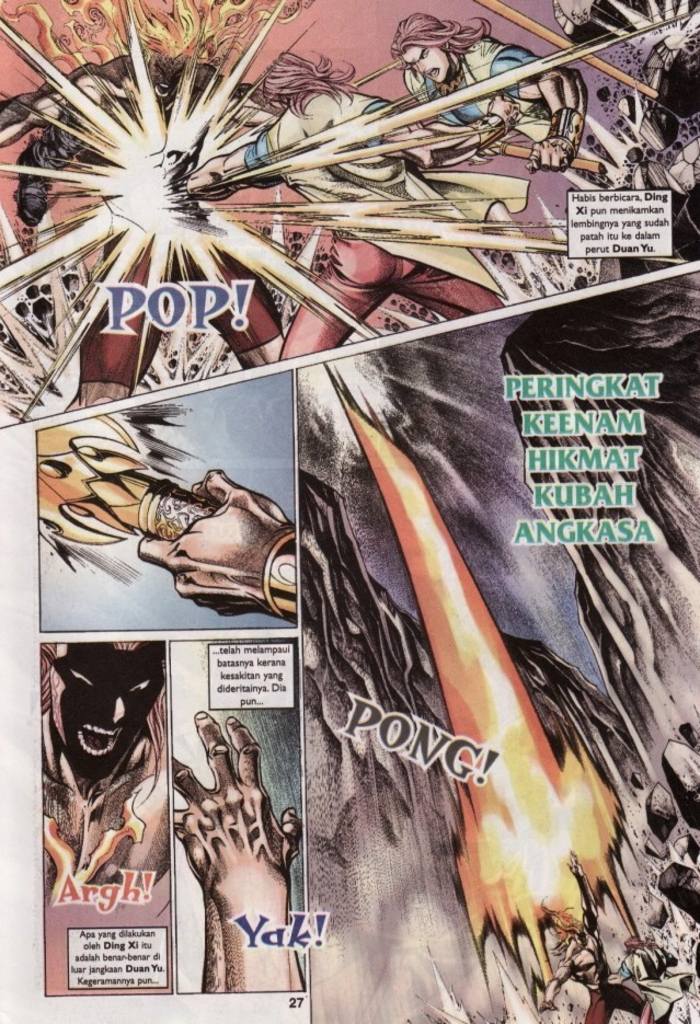 Habis berbicara, Ding
Xi pun menikamkan
lembingnya yang sudah
patah itu ke dalam
perut Duan Yu.
POP!
PERINGKAT
KEENAM
HIKMAT
KUBAH
ANGKASA
PONG!
Argh!
Apa yang dilakukan
oleh Ding Xi itu
adalah benar-benar di
luar jangkaan Duan Yu.
Kegeramannya pun...
...telah melampaui
batasnya kerana
kesakitan yang
dideritainya. Dia
pun...
Yak!
27